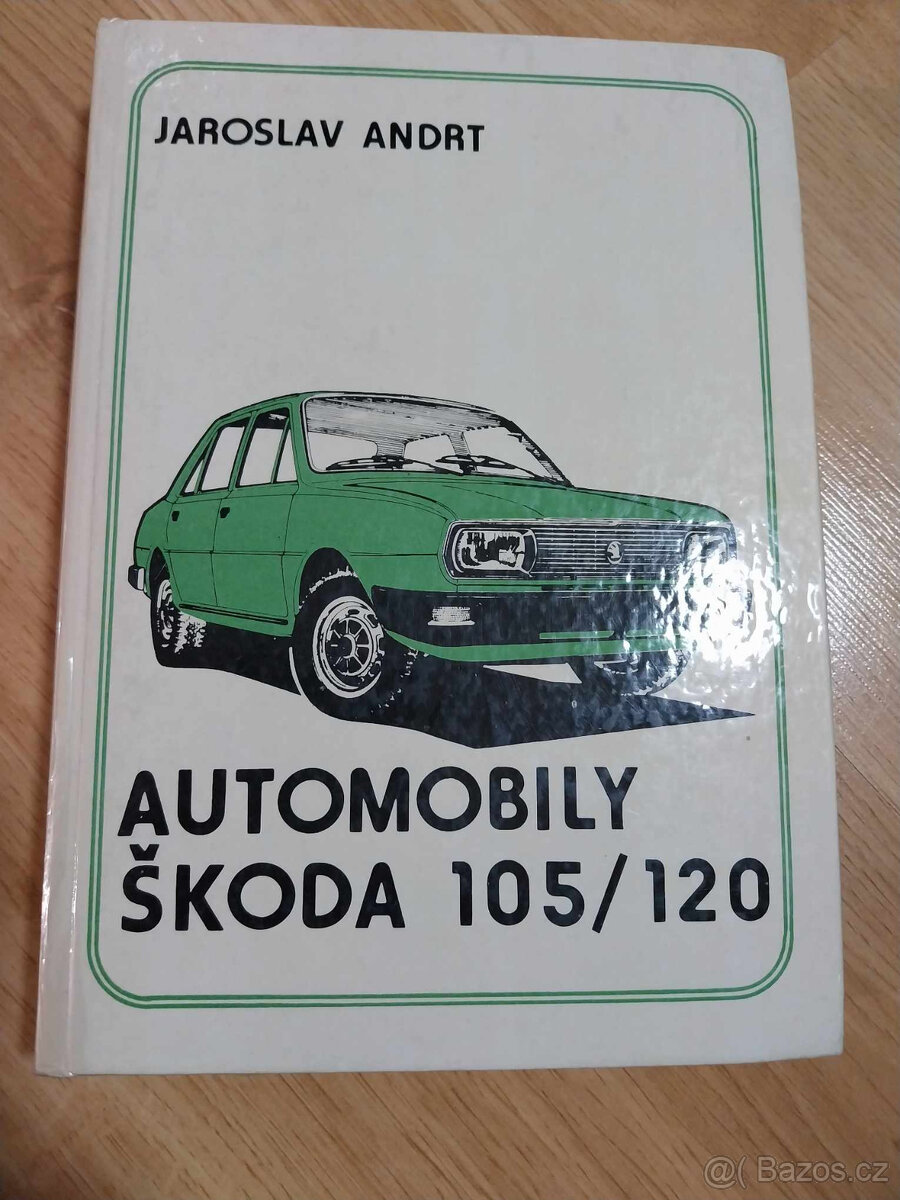 JAROSLAV ANDRT
AUTOMOBILY
ŠKODA 105/120
@( Bazos.cz